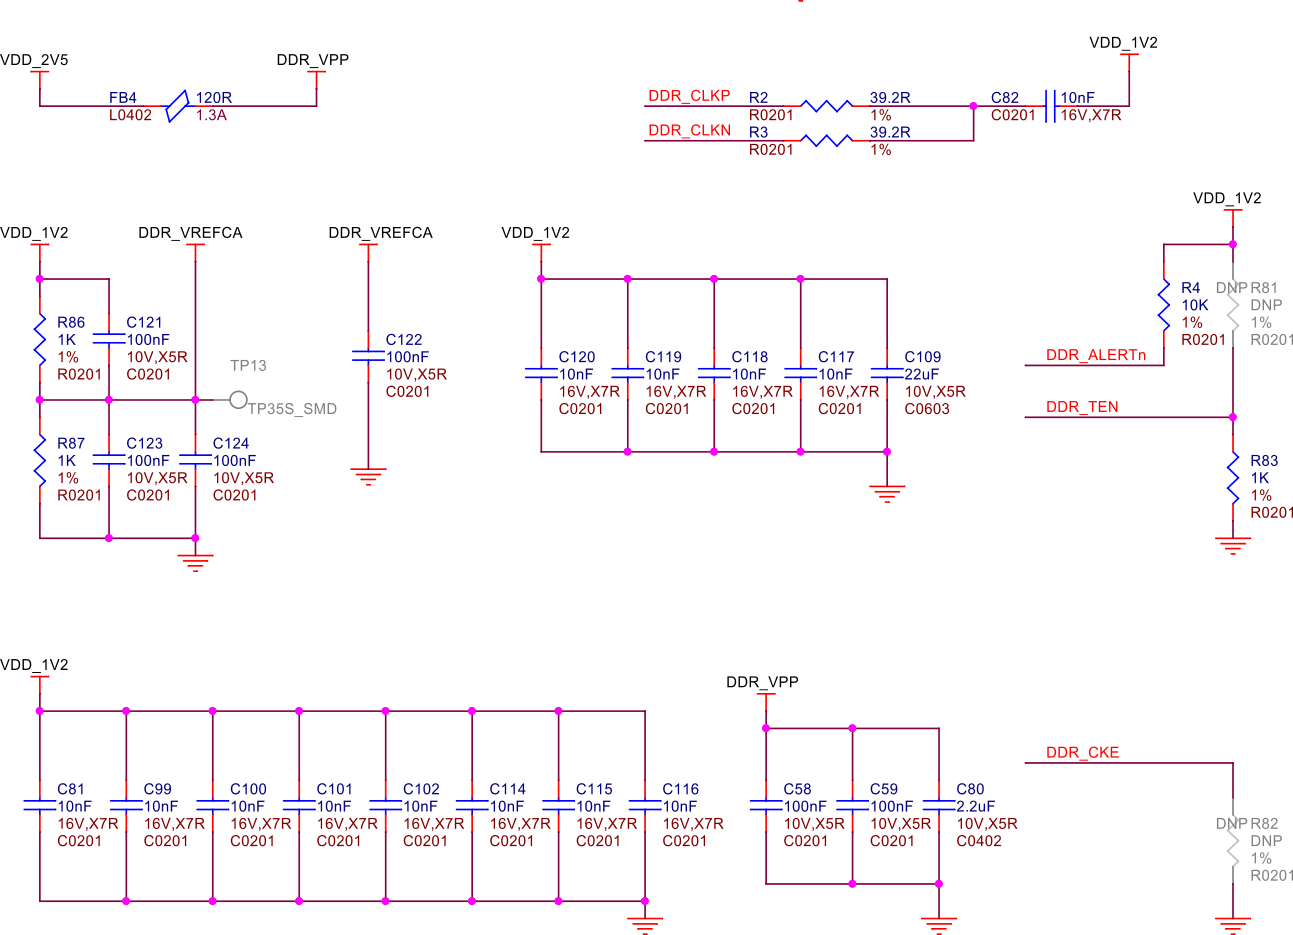 VDD_2V5
DDR_VPP
FB4
120R
L0402
1.3A
VDD_1V2
DDR_CLKP
R2
39.2R
R0201
1%
DDR_CLKN
R3
39.2R
R0201
1%
C82
10nF
C0201
16V,X7R
VDD_1V2
DDR_VREFCA
R86
1K
1%
R0201
C121
100nF
10V,X5R
C0201
TP13
TP35S_SMD
R87
1K
1%
R0201
C123
100nF
10V,X5R
C0201
C124
100nF
10V,X5R
C0201
DDR_VREFCA
C122
100nF
10V,X5R
C0201
VDD_1V2
C120
10nF
16V,X7R
C0201
C119
10nF
16V,X7R
C0201
C118
10nF
16V,X7R
C0201
C117
10nF
16V,X7R
C0201
C109
22uF
10V,X5R
C0603
VDD_1V2
R4
10K
1%
R0201
DNP
R81
DNP
1%
R0201
DDR_ALERTn
DDR_TEN
R83
1K
1%
R0201
VDD_1V2
C81
10nF
16V,X7R
C0201
C99
10nF
16V,X7R
C0201
C100
10nF
16V,X7R
C0201
C101
10nF
16V,X7R
C0201
C102
10nF
16V,X7R
C0201
C114
10nF
16V,X7R
C0201
C115
10nF
16V,X7R
C0201
C116
10nF
16V,X7R
C0201
DDR_VPP
C58
100nF
10V,X5R
C0201
C59
100nF
10V,X5R
C0201
C80
2.2uF
10V,X5R
C0402
DDR_CKE
DNP
R82
DNP
1%
R0201